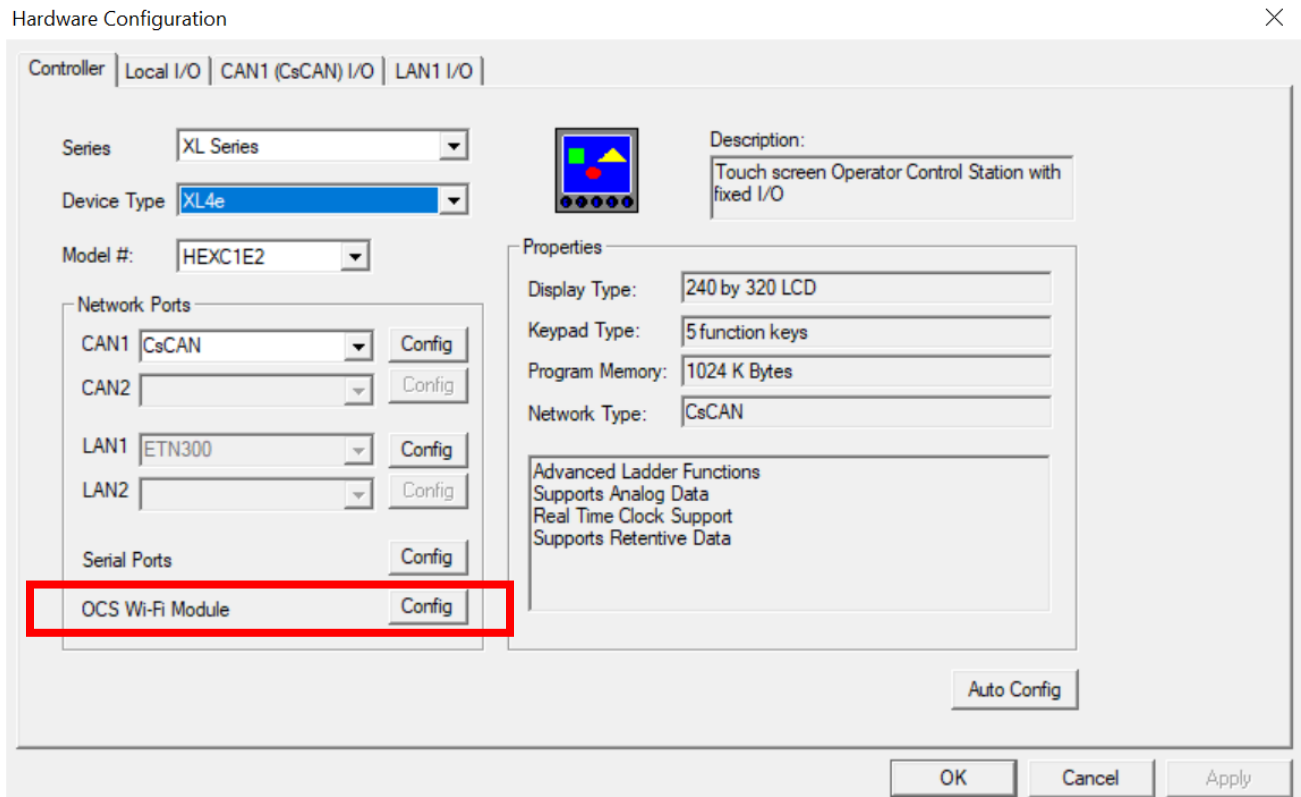 Hardware Configuration
Controller
Local I/O
CAN1 (CsCAN) I/O
LAN1 I/O
Series
XL Series
Device Type
XL4e
Model #:
HEXC1E2
Network Ports
CAN1
CsCAN
Config
CAN2
Config
LAN1
ETN300
Config
LAN2
Config
Serial Ports
Config
OCS Wi-Fi Module
Config
Description:
Touch screen Operator Control Station with
fixed I/O
Properties
Display Type:
240 by 320 LCD
Keypad Type:
5 function keys
Program Memory:
1024 K Bytes
Network Type:
CsCAN
Advanced Ladder Functions
Supports Analog Data
Real Time Clock Support
Supports Retentive Data
Auto Config
OK
Cancel
Apply